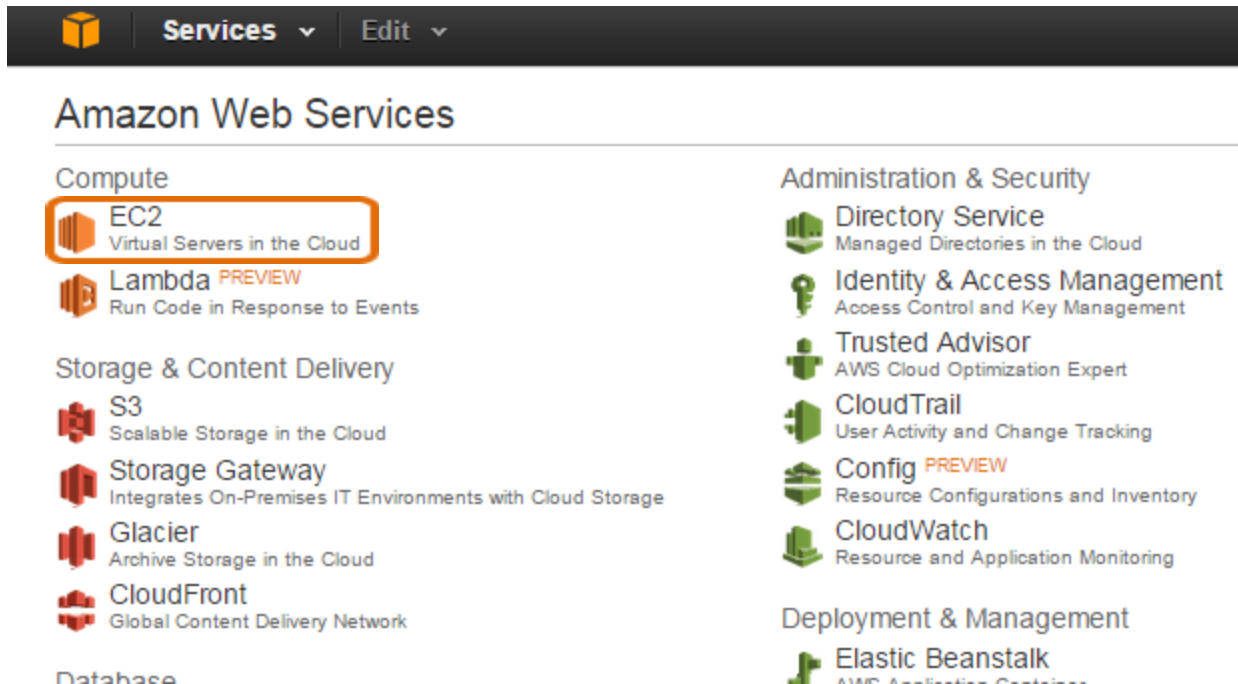 Services Edit
Amazon Web Services
Compute
EC2
Virtual Servers in the Cloud
Lambda PREVIEW
Run Code in Response to Events
Storage & Content Delivery
S3
Scalable Storage in the Cloud
Storage Gateway
Integrates On-Premises IT Environments with Cloud Storage
Glacier
Archive Storage in the Cloud
CloudFront
Global Content Delivery Network
Database
Administration & Security
Directory Service
Managed Directories in the Cloud
Identity & Access Management
Access Control and Key Management
Trusted Advisor
AWS Cloud Optimization Expert
CloudTrail
User Activity and Change Tracking
Config PREVIEW
Resource Configurations and Inventory
CloudWatch
Resource and Application Monitoring
Deployment & Management
Elastic Beanstalk
AWS Application Container